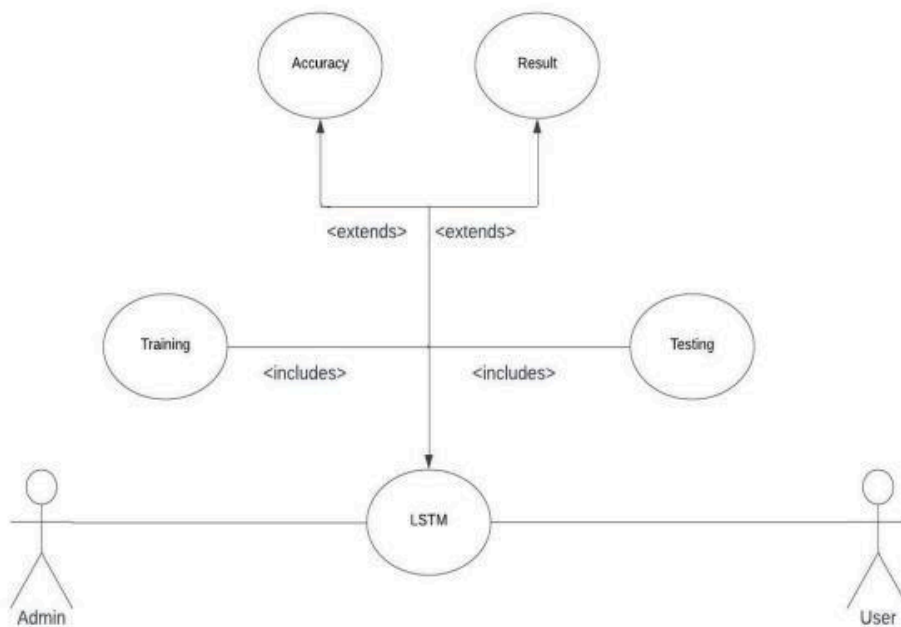 Accuracy
Result
<extends>
<extends>
Training
Testing
<includes>
<includes>
LSTM
Admin
User